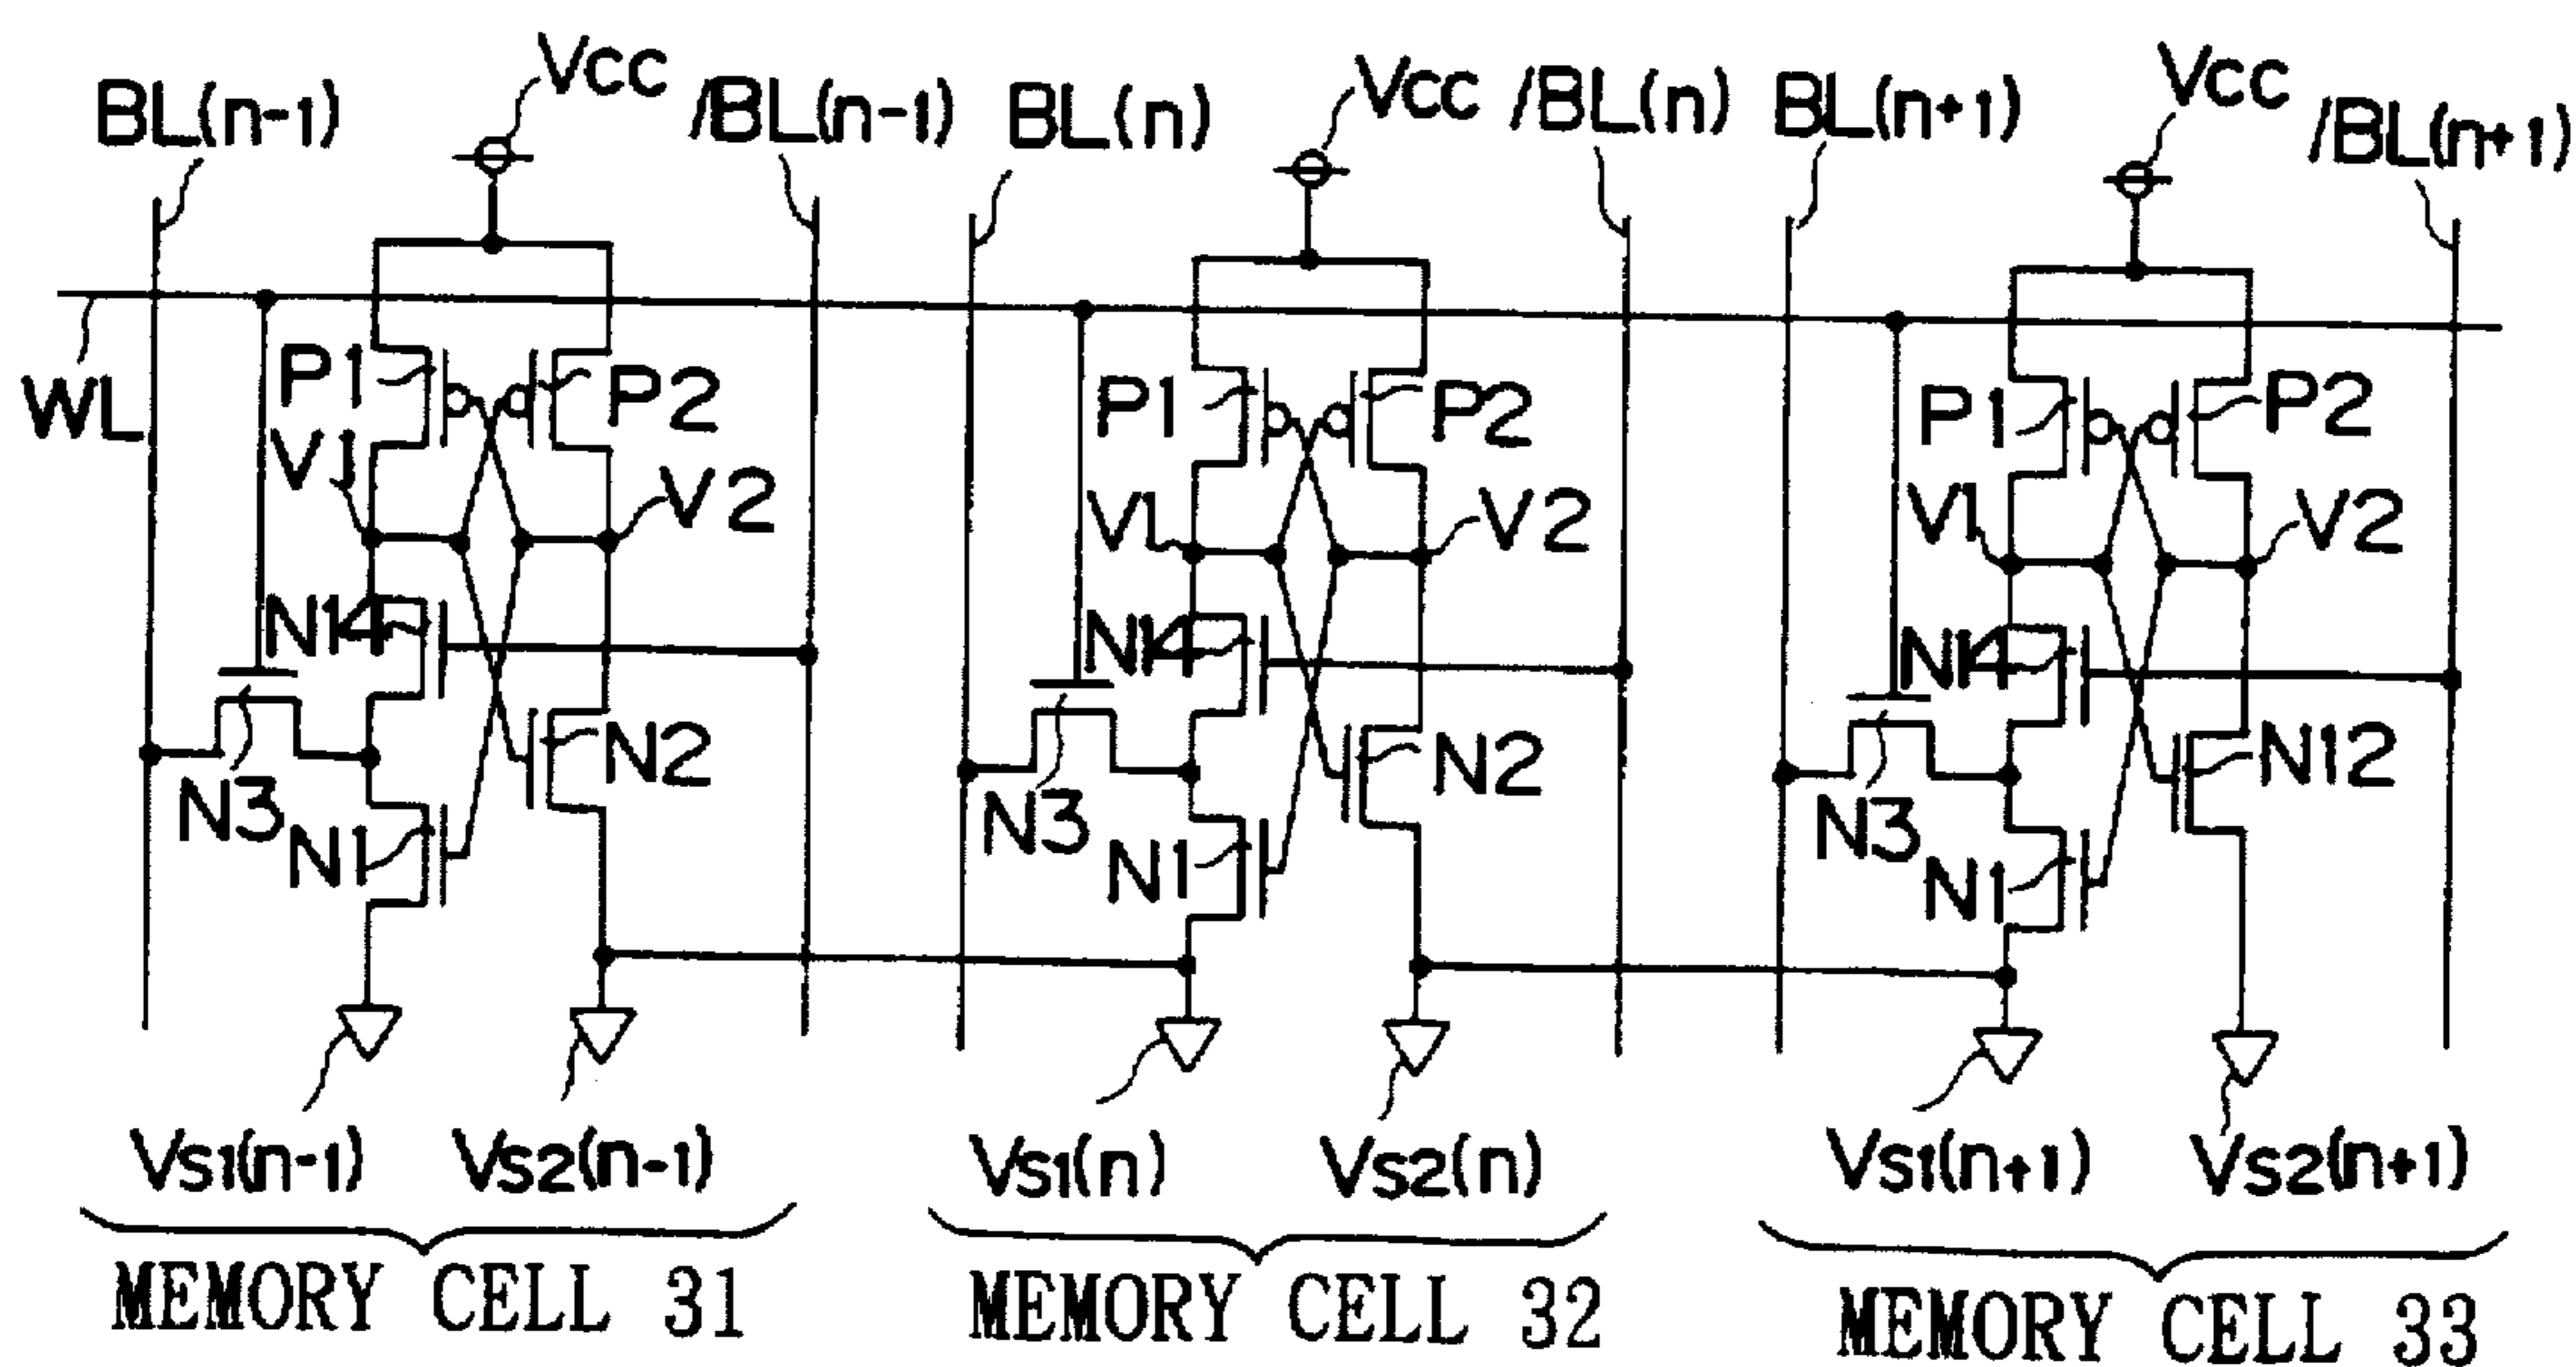 BL(n-1) Vcc /BL(n-1) BL(n) Vcc /BL(n) BL(n+1) Vcc /BL(n+1)
WL P1 P2 P1 P2 P1 P2
V1 V2 V1 V2 V1 V2
N14 N14 N14
N3 N2 N3 N2 N3 N12
N1 N1 N1
Vs1(n-1) Vs2(n-1) Vs1(n) Vs2(n) Vs1(n+1) Vs2(n+1)
MEMORY CELL 31 MEMORY CELL 32 MEMORY CELL 33